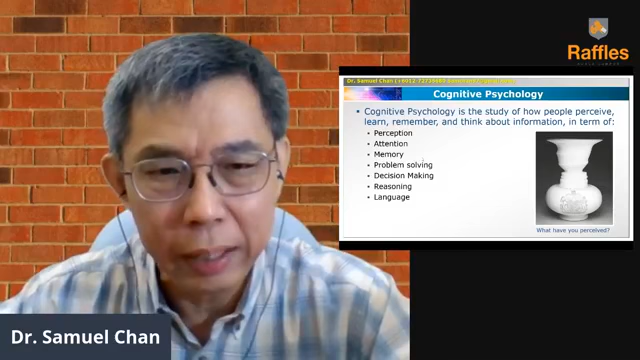 Raffles
Cognitive Psychology
Cognitive Psychology is the study of how people perceive,
learn, remember, and think about information, in term of:
Perception
Attention
Memory
Problem solving
Decision Making
Reasoning
Language
What have you perceived?
Dr. Samuel Chan